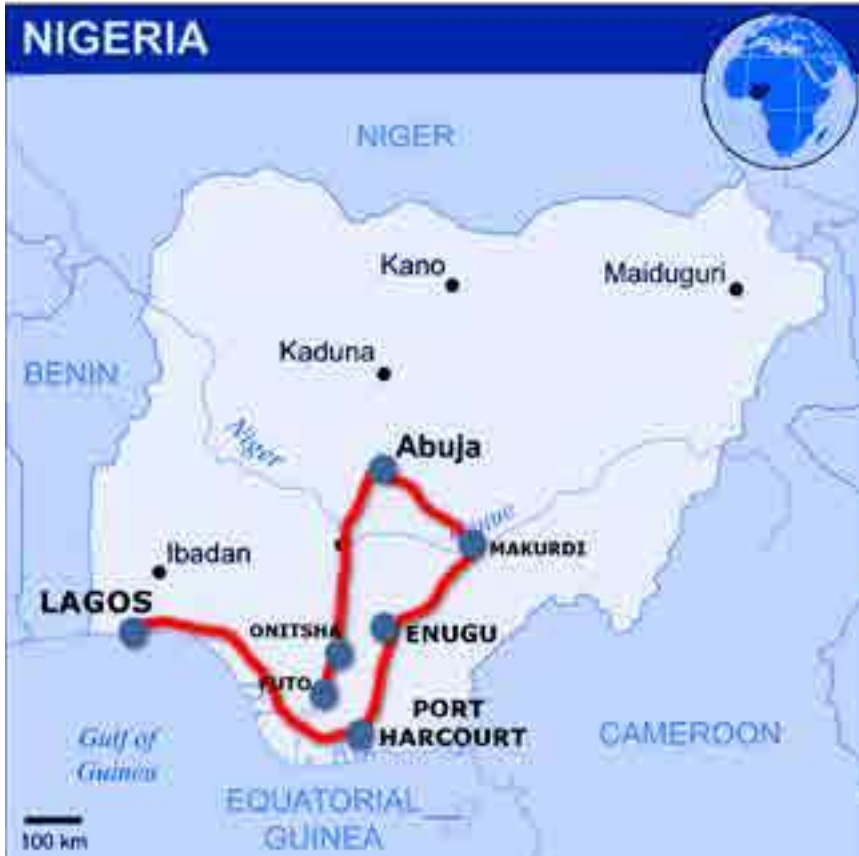 NIGERIA
NIGER
Kano
Maiduguri
Kaduna
BENIN
Niger
Abuja
MAKURDI
Ibadan
LAGOS
ONITSHA
ENUGU
FUTO
PORT
HARCOURT
Gulf of
Guinea
CAMEROON
EQUATORIAL
GUINEA
100 km